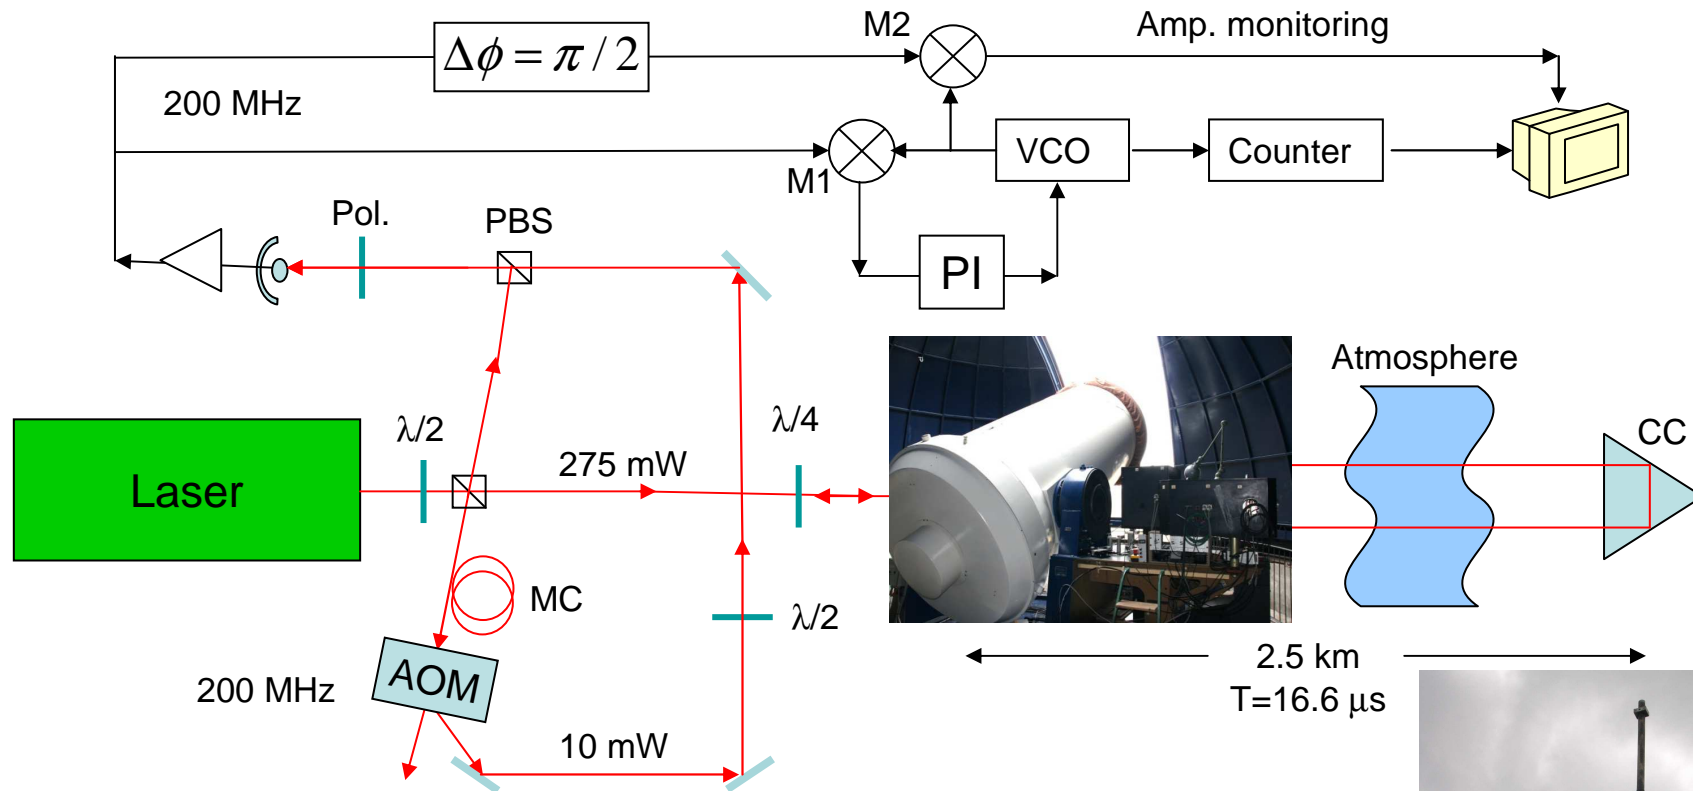 M2
Amp. monitoring
Δϕ = π / 2
200 MHz
M1
VCO
Counter
Pol.
PBS
PI
Atmosphere
λ/2
λ/4
CC
275 mW
Laser
MC
λ/2
AOM
200 MHz
2.5 km
T=16.6 μs
10 mW